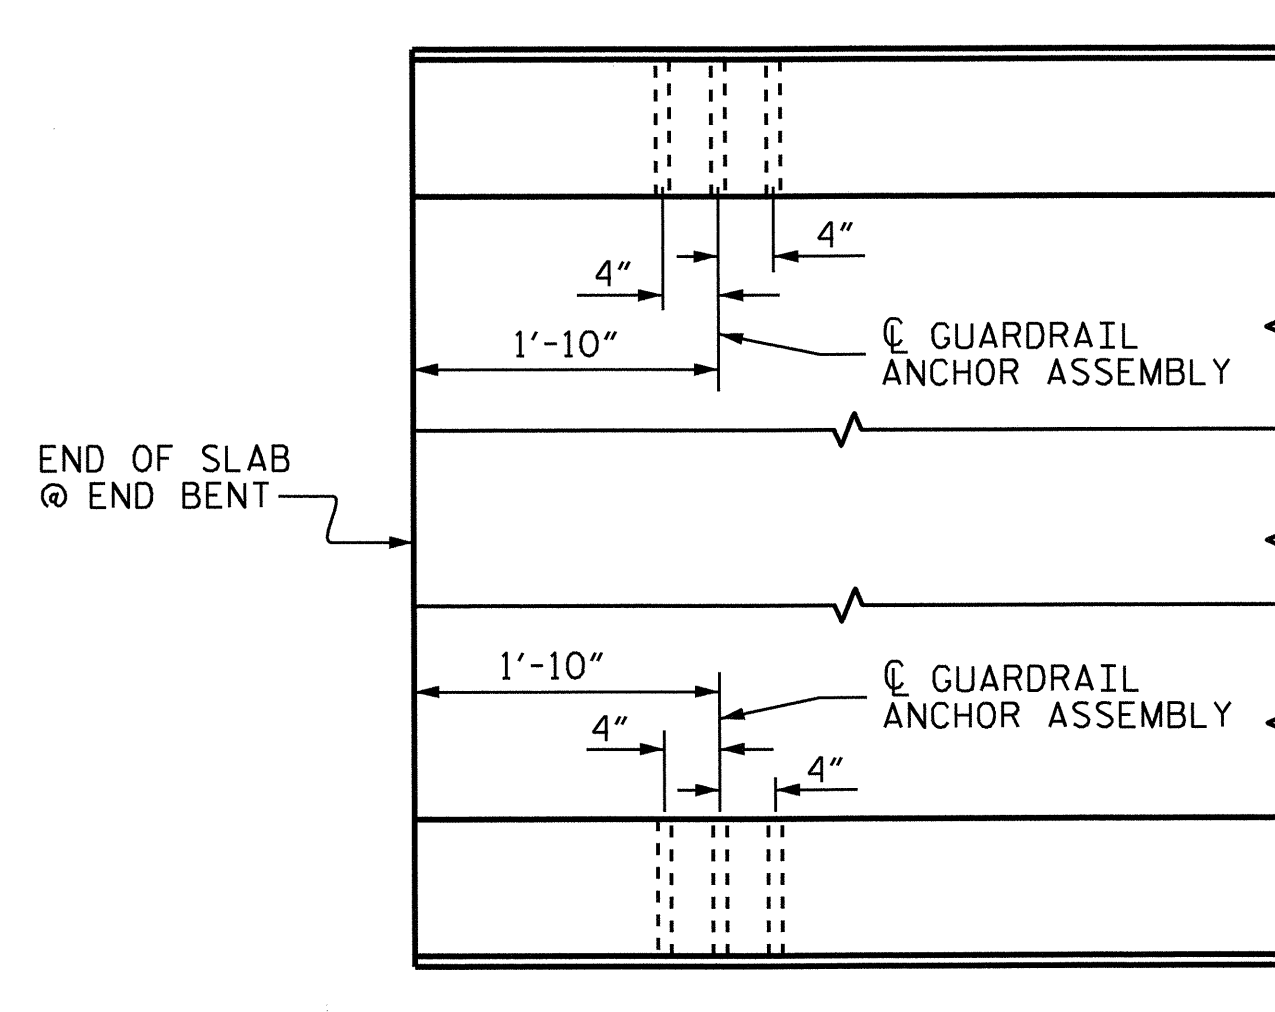 4"
4"
1'-10"
℄ GUARDRAIL
ANCHOR ASSEMBLY
END OF SLAB
@ END BENT
1'-10"
℄ GUARDRAIL
ANCHOR ASSEMBLY
4"
4"